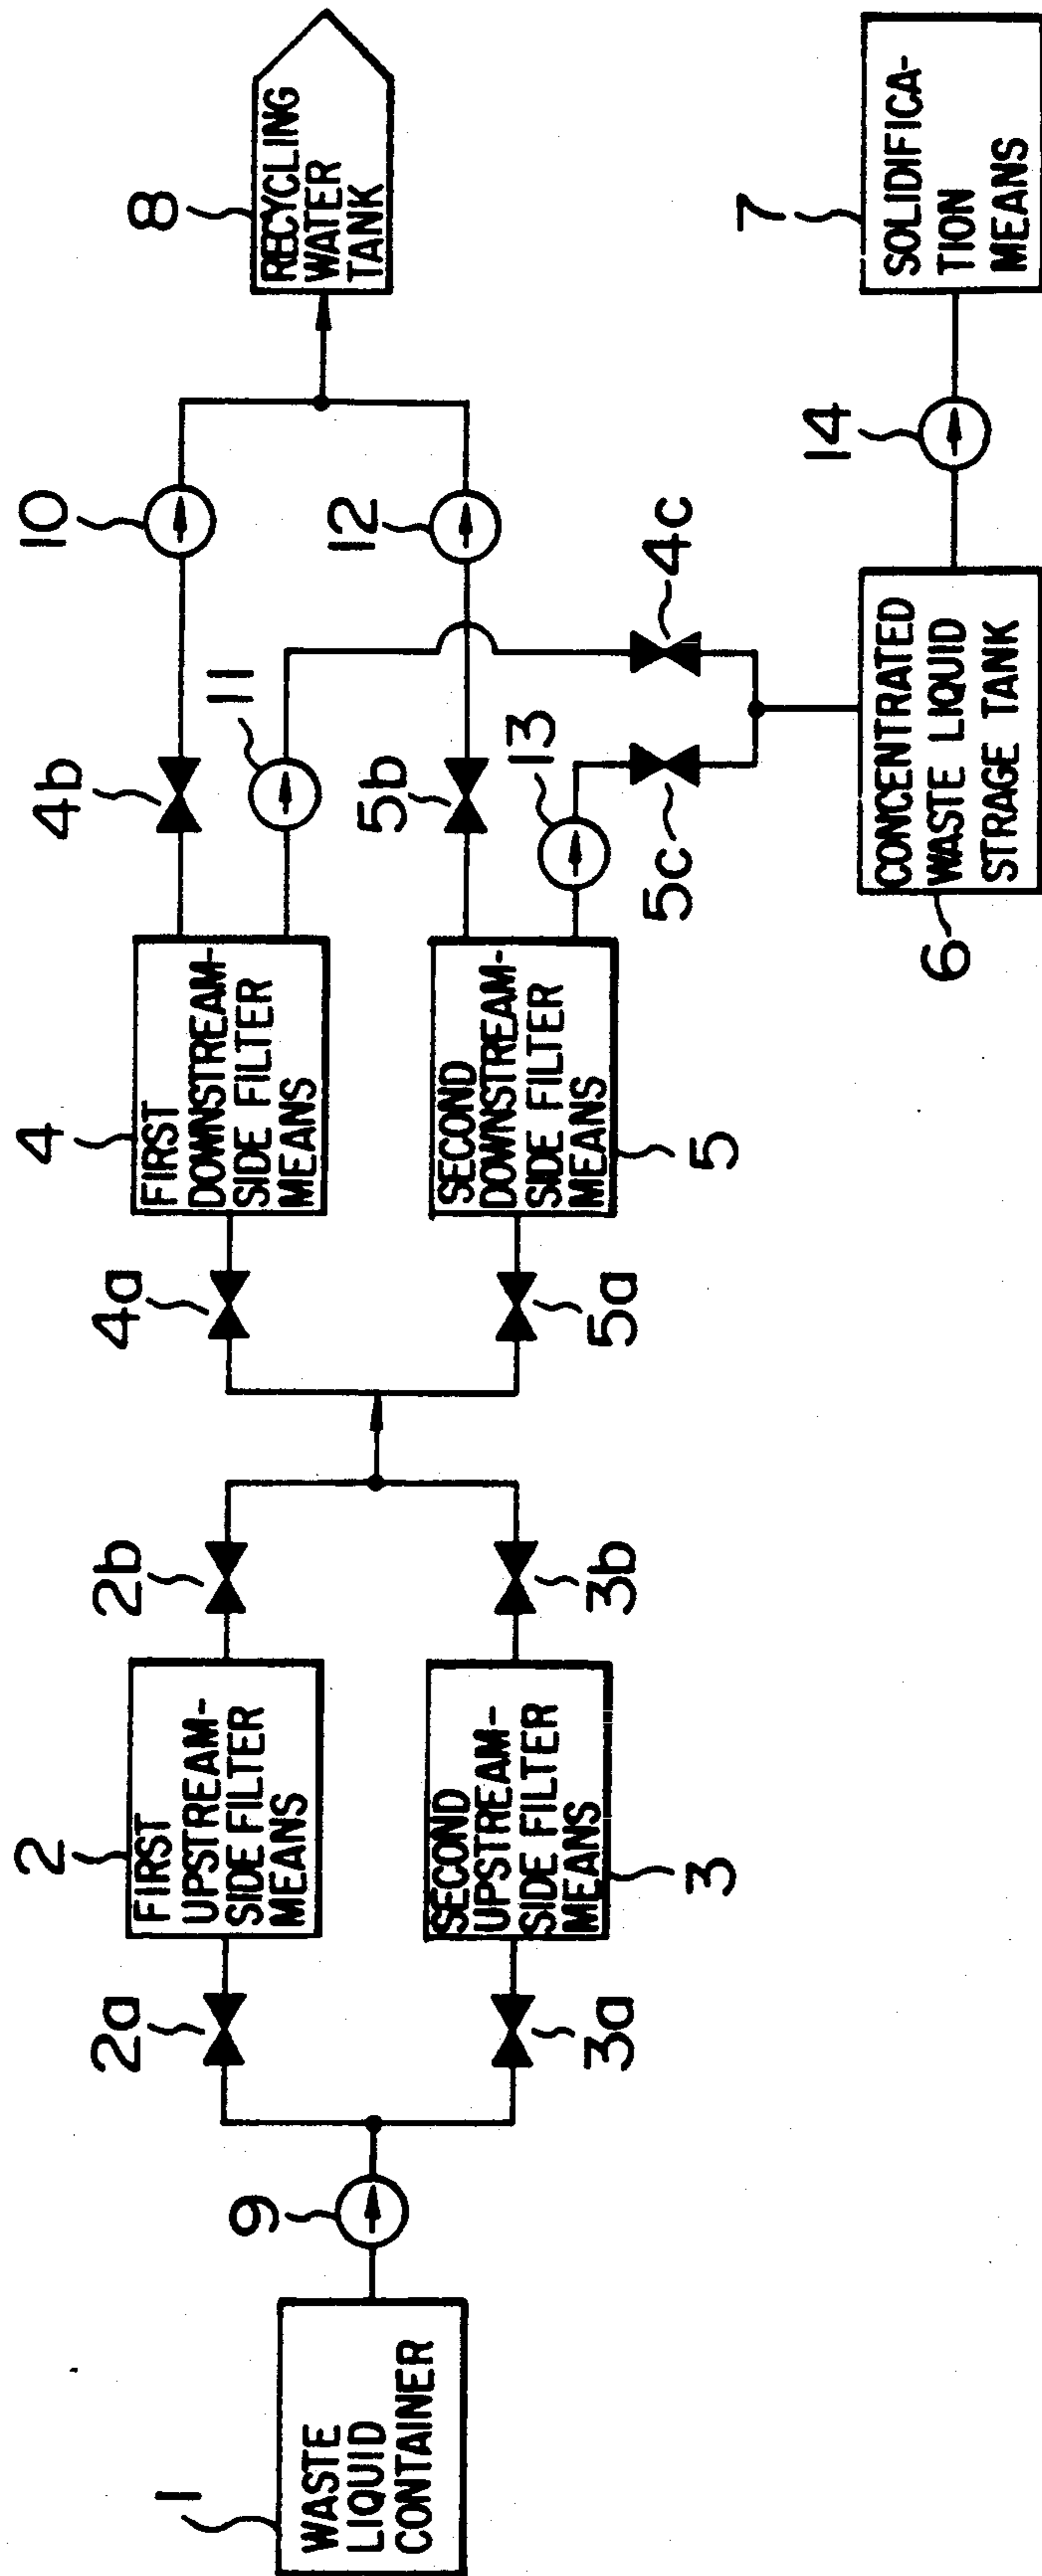 1
WASTE
LIQUID
CONTAINER
9
2a
2
FIRST
UPSTREAM-
SIDE FILTER
MEANS
2b
3a
SECOND
UPSTREAM-
SIDE FILTER
MEANS
3
3b
4a
4
FIRST
DOWNSTREAM-
SIDE FILTER
MEANS
4b
10
11
5a
SECOND
DOWNSTREAM-
SIDE FILTER
MEANS
5
5b
12
13
5c
4c
8
RECYCLING
WATER
TANK
CONCENTRATED
WASTE LIQUID
STRAGE TANK
6
14
7
SOLIDIFICA-
TION
MEANS